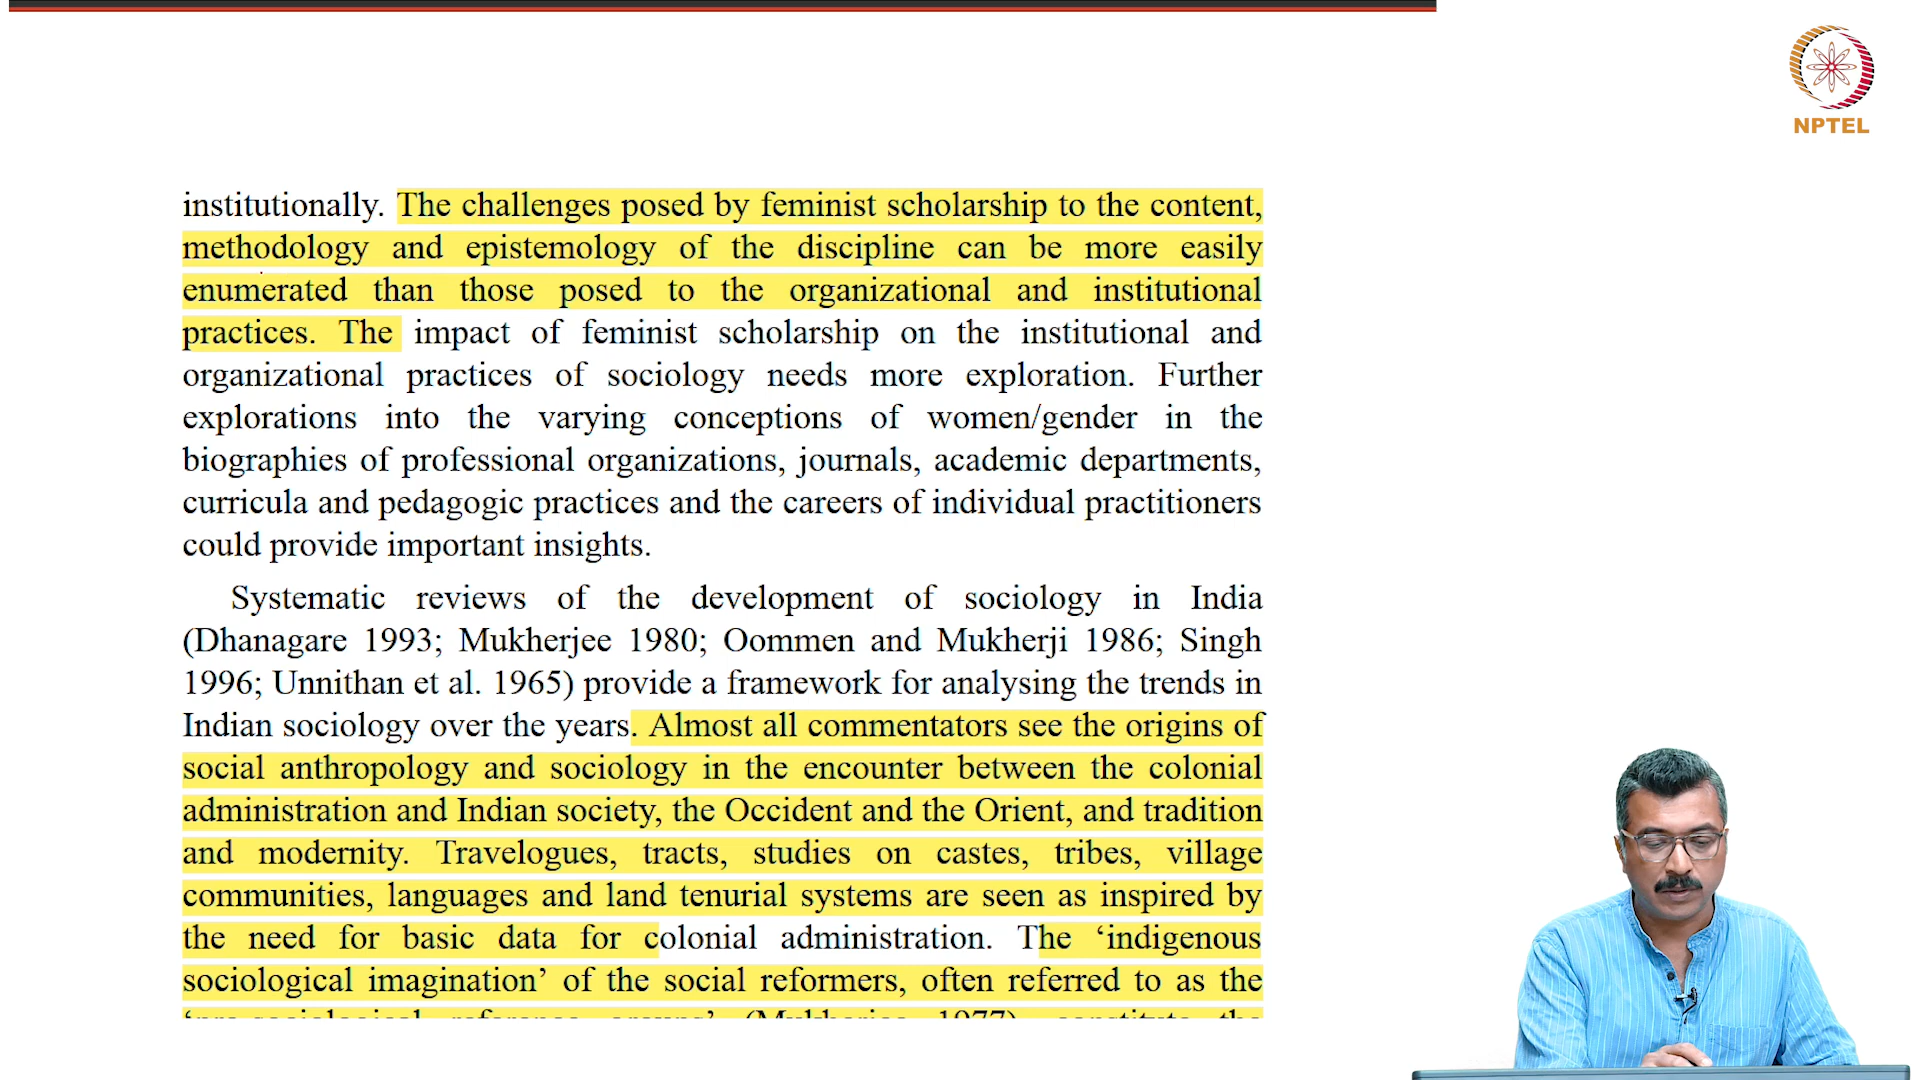 NPTEL
institutionally. The challenges posed by feminist scholarship to the content,
methodology and epistemology of the discipline can be more easily
enumerated than those posed to the organizational and institutional
practices. The impact of feminist scholarship on the institutional and
organizational practices of sociology needs more exploration. Further
explorations into the varying conceptions of women/gender in the
biographies of professional organizations, journals, academic departments,
curricula and pedagogic practices and the careers of individual practitioners
could provide important insights.
Systematic reviews of the development of sociology in India
(Dhanagare 1993; Mukherjee 1980; Oommen and Mukherji 1986; Singh
1996; Unnithan et al. 1965) provide a framework for analysing the trends in
Indian sociology over the years. Almost all commentators see the origins of
social anthropology and sociology in the encounter between the colonial
administration and Indian society, the Occident and the Orient, and tradition
and modernity. Travelogues, tracts, studies on castes, tribes, village
communities, languages and land tenurial systems are seen as inspired by
the need for basic data for colonial administration. The ‘indigenous
sociological imagination’ of the social reformers, often referred to as the
‘pre-sociological reference groups’ (Mukherjee 1977), constitute the